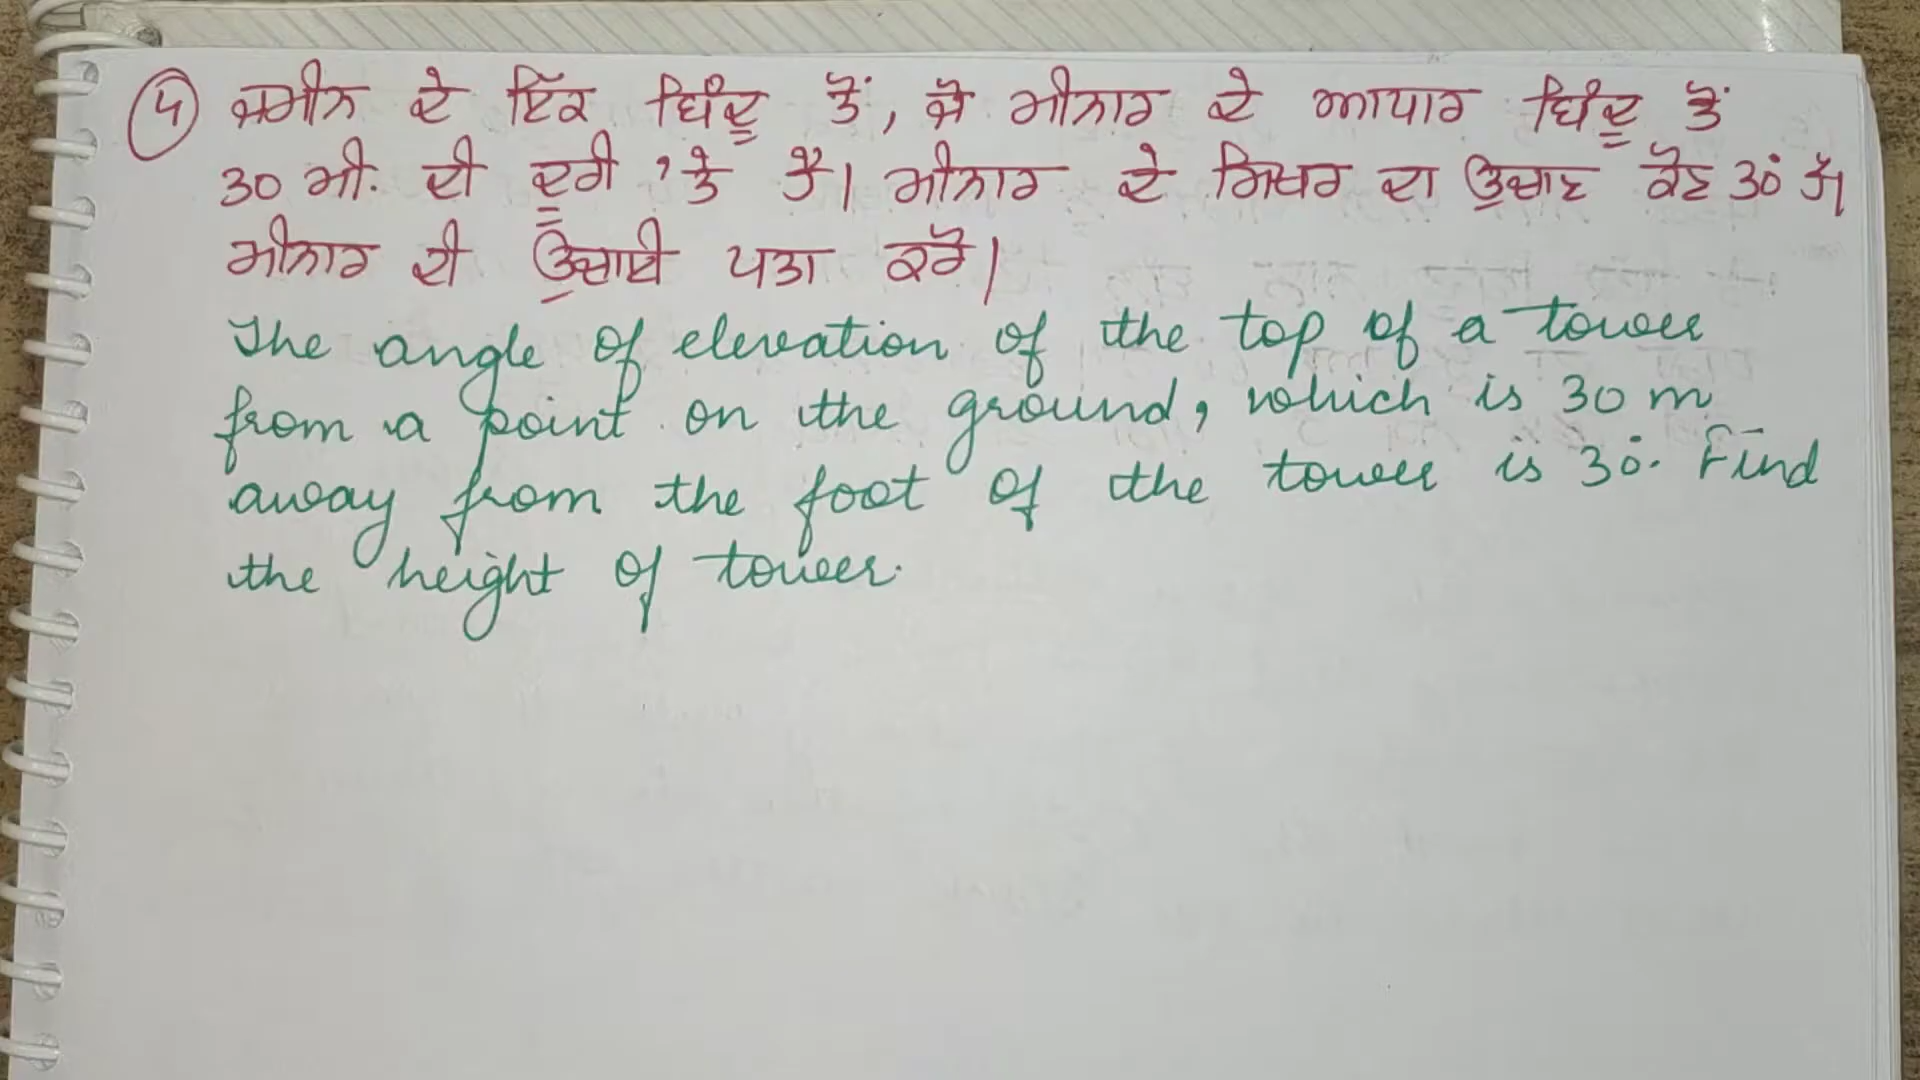 4 ਜਮੀਨ ਦੇ ਇੱਕ ਬਿੰਦੂ ਤੋਂ, ਜੋ ਮੀਨਾਰ ਦੇ ਆਧਾਰ ਬਿੰਦੂ ਤੋਂ
30 ਮੀ. ਦੀ ਦੂਰੀ 'ਤੇ ਹੈ। ਮੀਨਾਰ ਦੇ ਸਿਖਰ ਦਾ ਉਚਾਣ ਕੋਣ 30° ਹੈ।
ਮੀਨਾਰ ਦੀ ਉਚਾਈ ਪਤਾ ਕਰੋ।
The angle of elevation of the top of a tower
from a point on the ground, which is 30 m
away from the foot of the tower is 30°. Find
the height of tower.